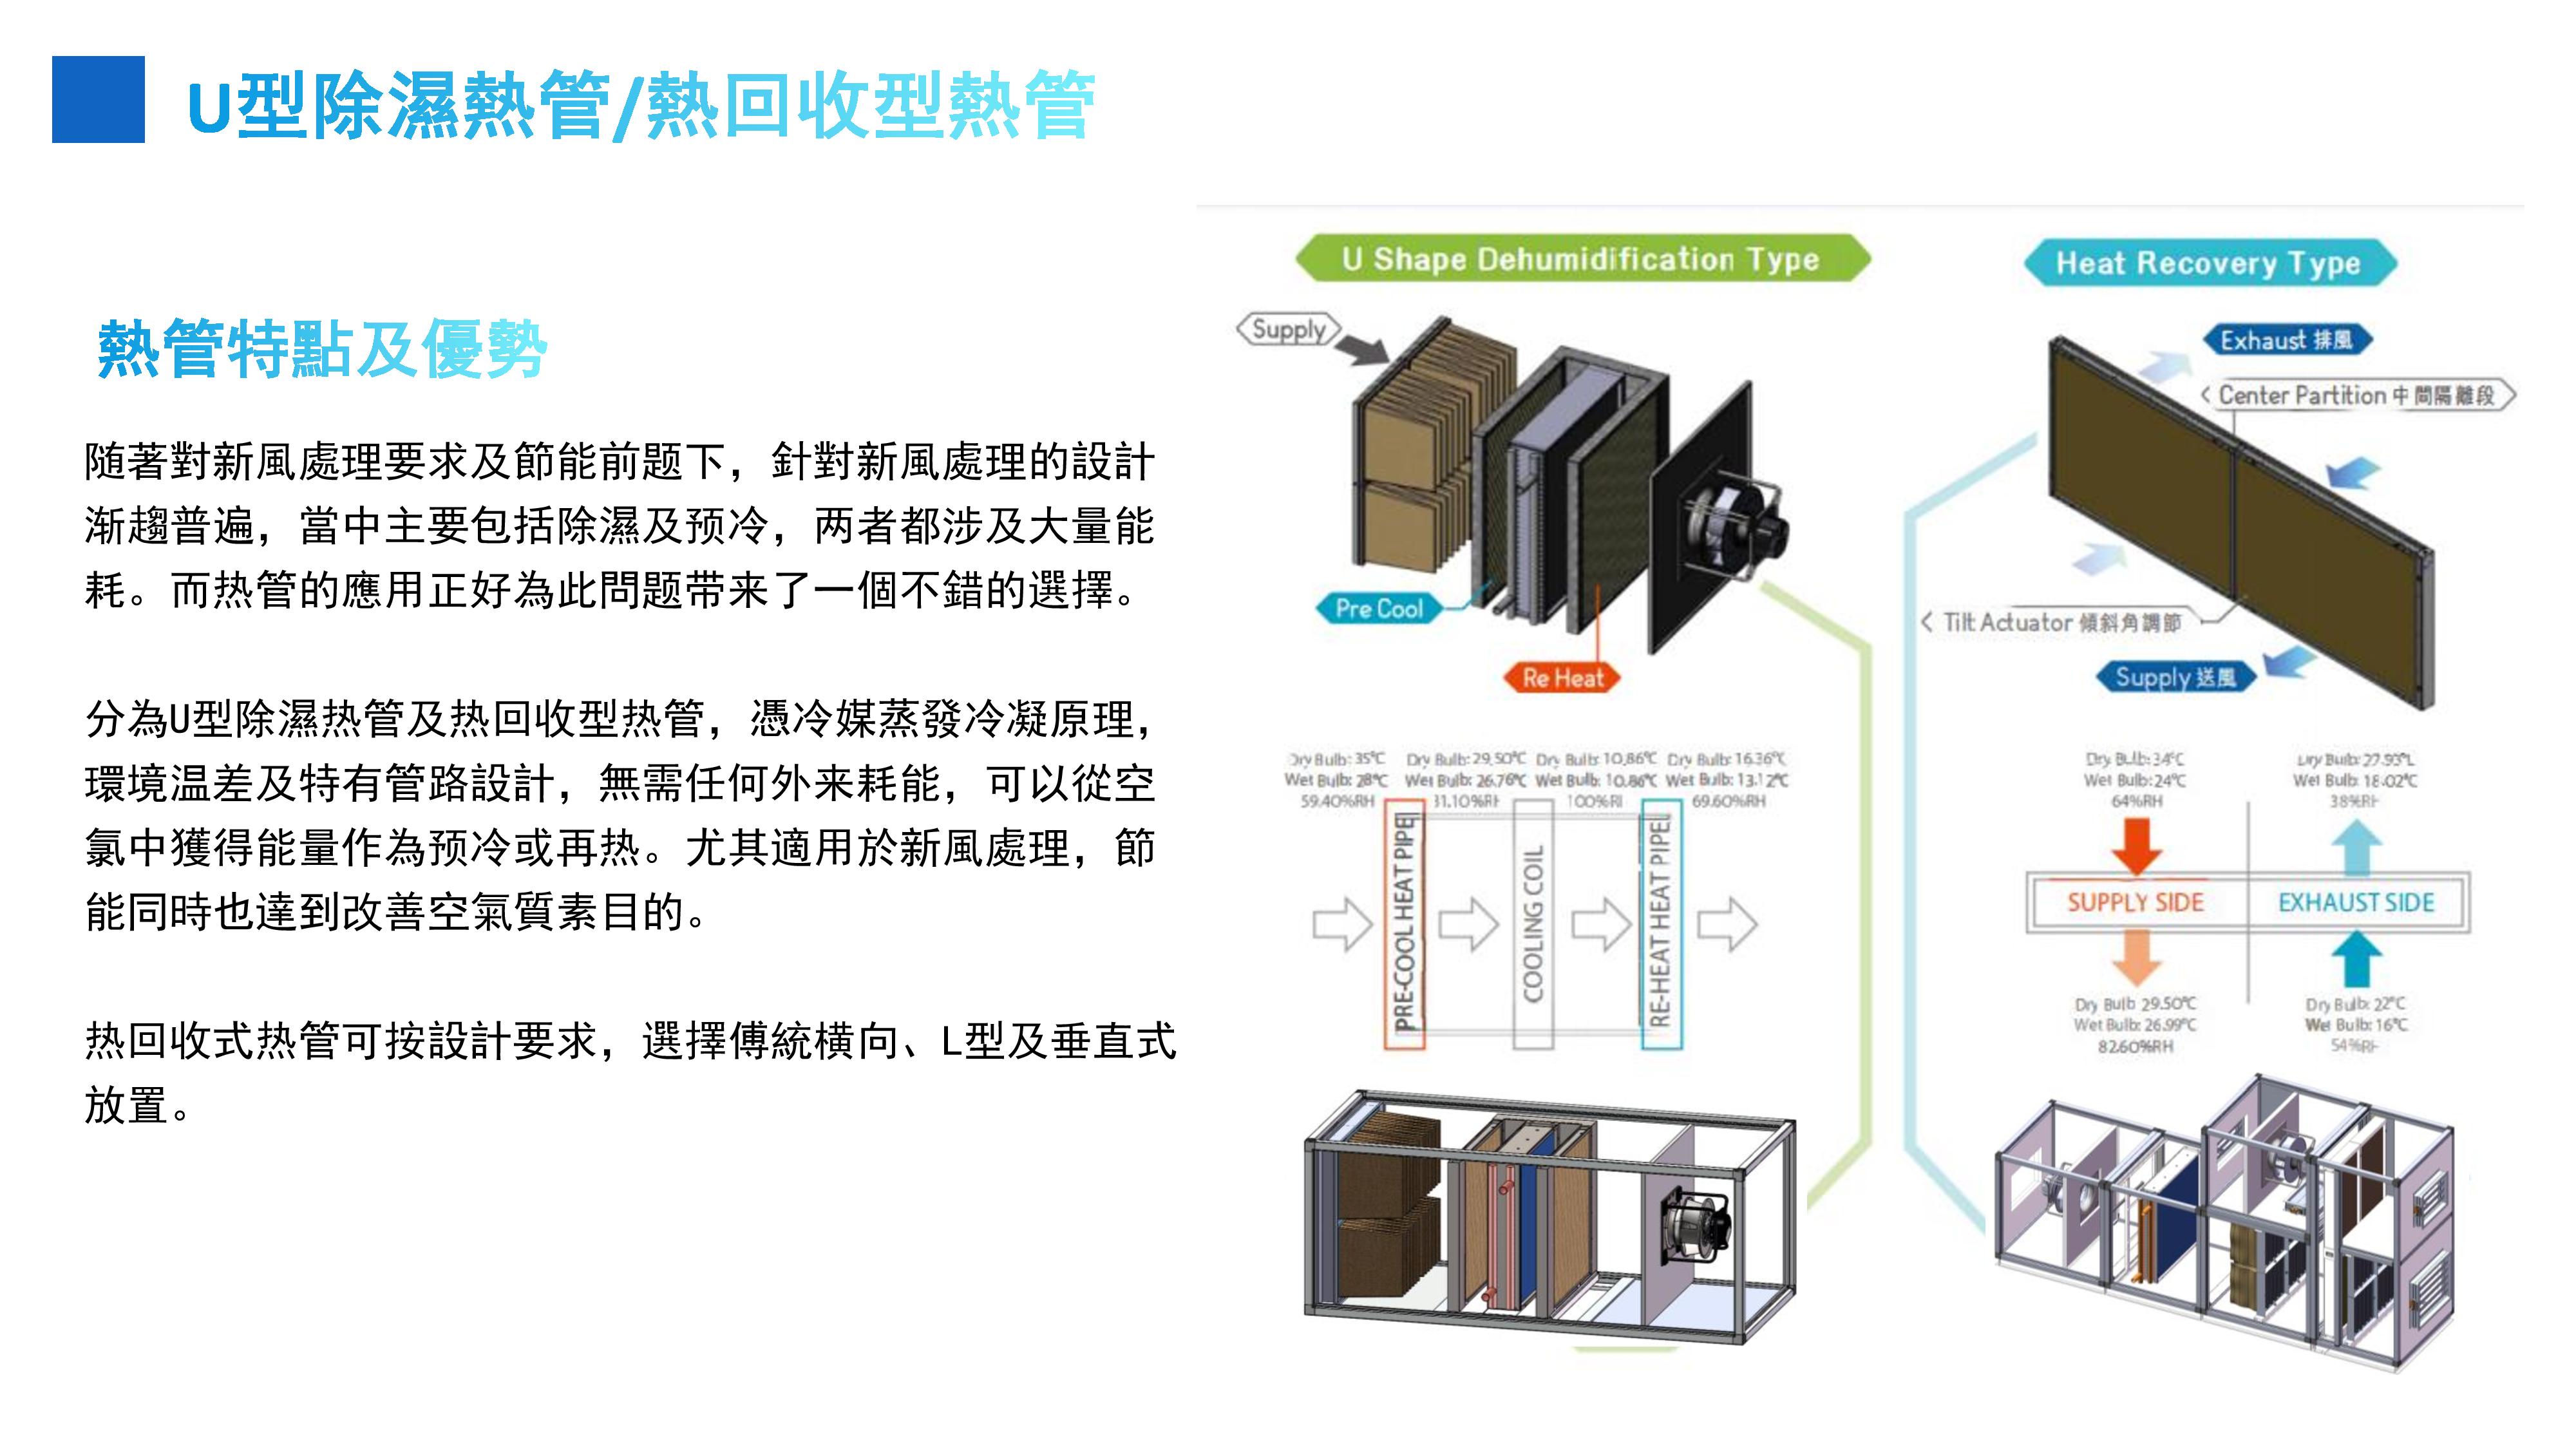 U型除濕熱管/熱回收型熱管
熱管特點及優勢
随著對新風處理要求及節能前题下，針對新風處理的設計
渐趨普遍，當中主要包括除濕及预冷，两者都涉及大量能
耗。而热管的應用正好為此問题带来了一個不錯的選擇。
分為U型除濕热管及热回收型热管，憑冷媒蒸發冷凝原理，
環境温差及特有管路設計，無需任何外来耗能，可以從空
氯中獲得能量作為预冷或再热。尤其適用於新風處理，節
能同時也達到改善空氣質素目的。
热回收式热管可按設計要求，選擇傳統横向、L型及垂直式
放置。
U Shape Dehumidification Type
Supply
Pre Cool
Re Heat
Dry Bulb: 35℃ Dry Bulb: 29.50℃ Dry Bulb: 10.86℃ Dry Bulb: 16.36℃
Wet Bulb: 28℃ Wet Bulb: 26.76℃ Wet Bulb: 10.86℃ Wet Bulb: 13.12℃
59.40%RH 100%RH 69.60%RH
PRE-COOL HEAT PIPE
COOLING COIL
RE-HEAT HEAT PIPE
Heat Recovery Type
Exhaust 排風
Center Partition 中間隔離段
Tilt Actuator 傾斜角調節
Supply 送風
Dry Bulb: 34℃
Wet Bulb: 24℃
64%RH
Dry Bulb: 27.93℃
Wet Bulb: 18.02℃
38%RH
SUPPLY SIDE
EXHAUST SIDE
Dry Bulb 29.50℃
Wet Bulb: 26.99℃
82.60%RH
Dry Bulb: 22℃
Wet Bulb: 16℃
54%RH